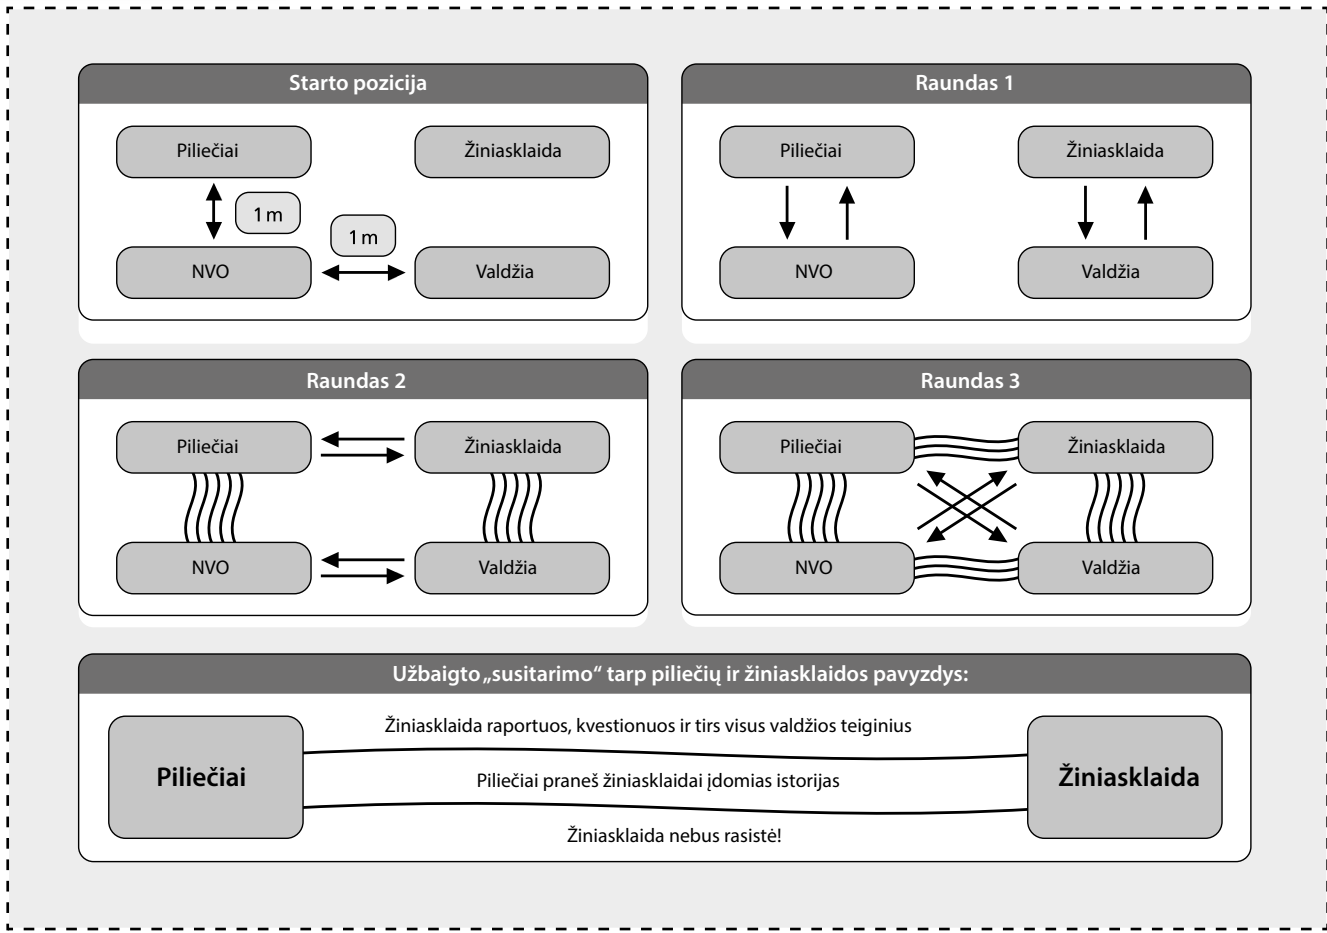 Starto pozicija
Piliečiai
Žiniasklaida
1 m
1 m
NVO
Valdžia
Raundas 1
Piliečiai
Žiniasklaida
NVO
Valdžia
Raundas 2
Piliečiai
Žiniasklaida
NVO
Valdžia
Raundas 3
Piliečiai
Žiniasklaida
NVO
Valdžia
Užbaigto „susitarimo“ tarp piliečių ir žiniasklaidos pavyzdys:
Žiniasklaida raportuos, kvestionuos ir tirs visus valdžios teiginius
Piliečiai
Piliečiai praneš žiniasklaidai įdomias istorijas
Žiniasklaida
Žiniasklaida nebus rasistė!